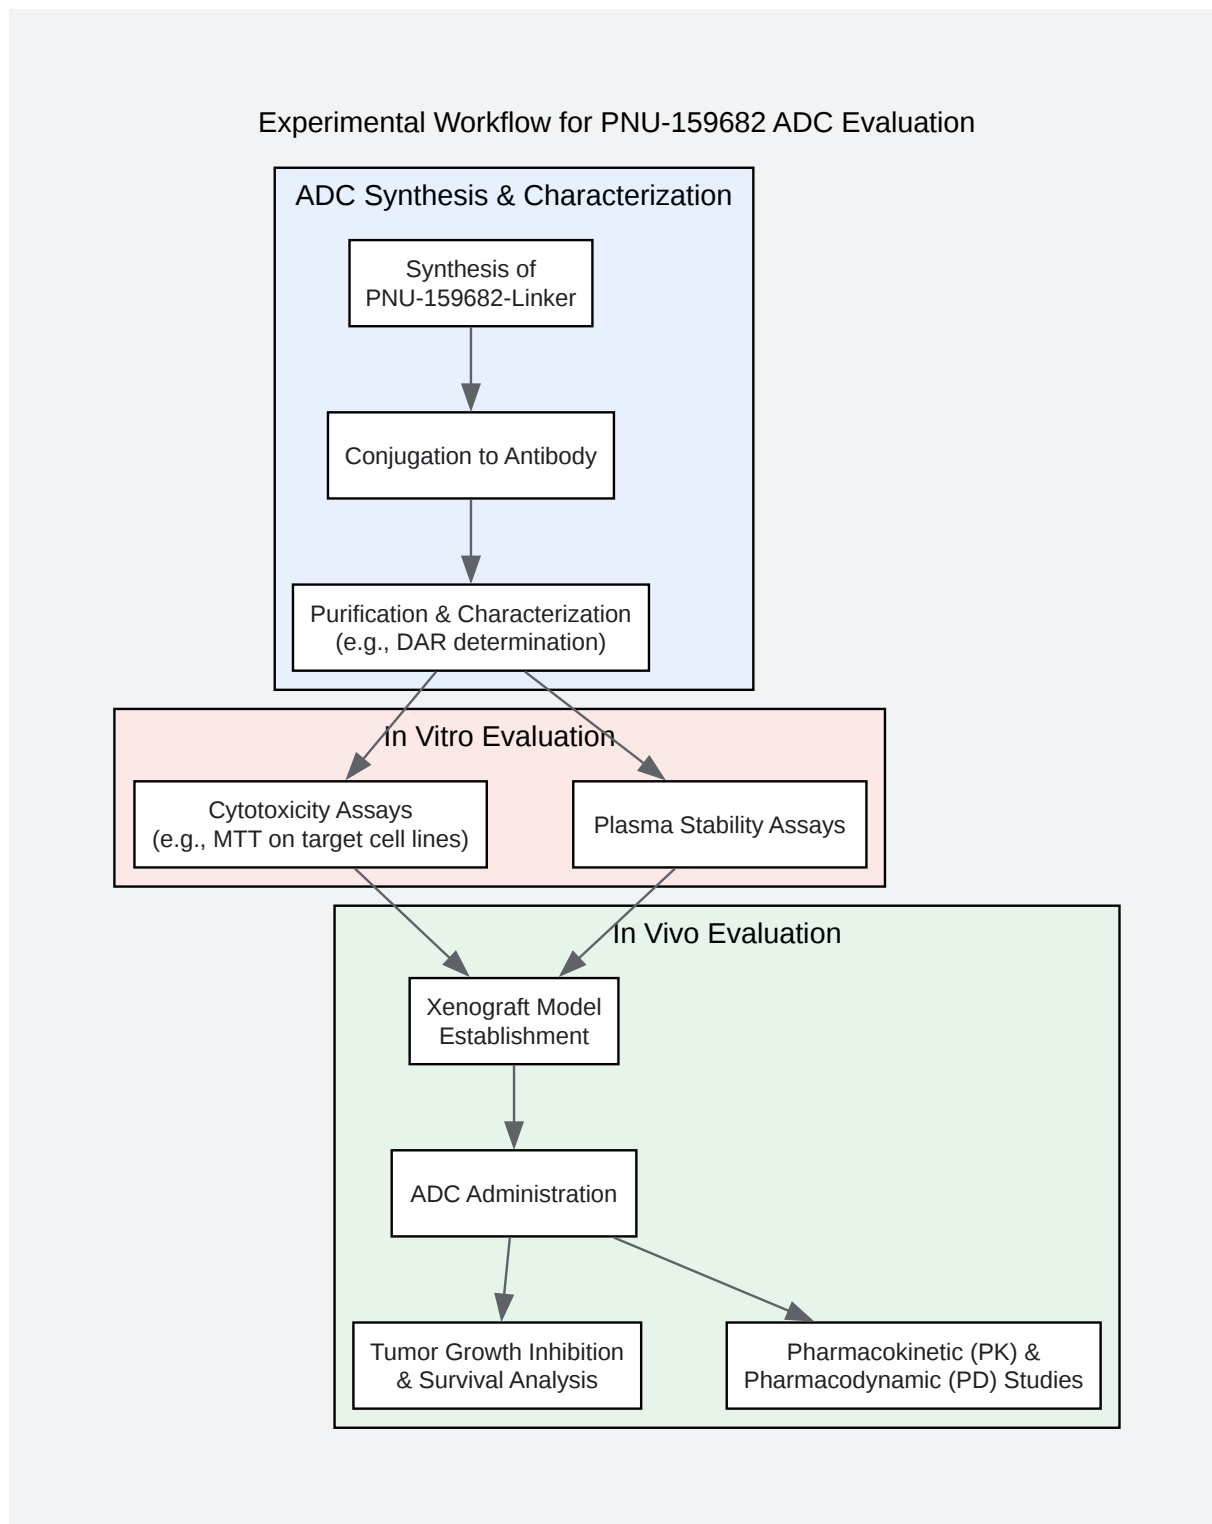 Experimental Workflow for PNU-159682 ADC Evaluation
ADC Synthesis & Characterization
Synthesis of
PNU-159682-Linker
Conjugation to Antibody
Purification & Characterization
(e.g., DAR determination)
In Vitro Evaluation
Cytotoxicity Assays
(e.g., MTT on target cell lines)
Plasma Stability Assays
In Vivo Evaluation
Xenograft Model
Establishment
ADC Administration
Tumor Growth Inhibition
& Survival Analysis
Pharmacokinetic (PK) &
Pharmacodynamic (PD) Studies